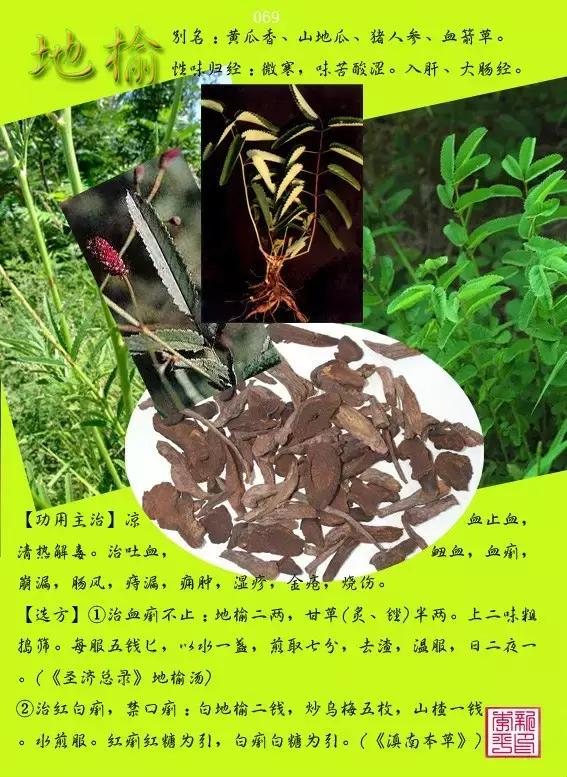 069
地榆
别名：黄瓜香、山地瓜、猪人参、血箭草。
性味归经：微寒，味苦酸涩。入肝、大肠经。
【功用主治】凉血止血，
清热解毒。治吐血，衄血，血痢，
崩漏，肠风，痔漏，痈肿，湿疹，金疮，烧伤。
【选方】①治血痢不止：地榆二两，甘草(炙、锉)半两。上二味粗
捣筛。每服五钱匕，以水一盏，煎取七分，去渣，温服，日二夜一
。(《圣济总录》地榆汤)
②治红白痢，禁口痢：白地榆二钱，炒乌梅五枚，山楂一钱
。水煎服。红痢红糖为引，白痢白糖为引。(《滇南本草》)